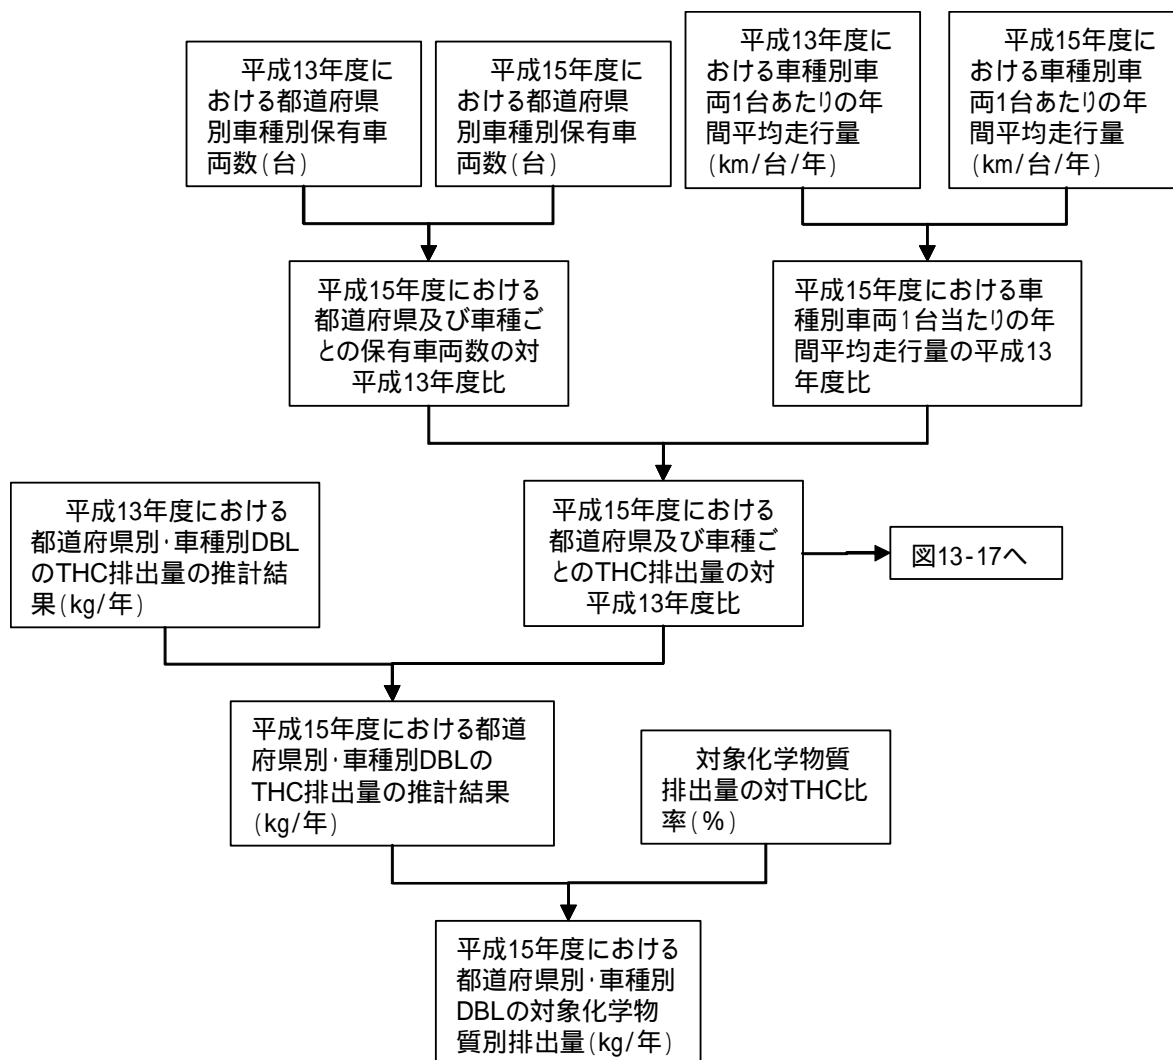 平成13年度に
おける都道府県
別車種別保有車
両数(台)
平成15年度に
おける都道府県
別車種別保有車
両数(台)
平成13年度に
おける車種別車
両1台あたりの年
間平均走行量
(km/台/年)
平成15年度に
おける車種別車
両1台あたりの年
間平均走行量
(km/台/年)
平成15年度における
都道府県及び車種ご
との保有車両数の対
平成13年度比
平成15年度における車
種別車両1台当たりの年
間平均走行量の平成13
年度比
平成13年度における
都道府県別・車種別DBL
のTHC排出量の推計結
果(kg/年)
平成15年度における
都道府県及び車種ご
とのTHC排出量の対
平成13年度比
図13-17へ
平成15年度における都道
府県別・車種別DBLの
THC排出量の推計結果
(kg/年)
対象化学物質
排出量の対THC比
率(%)
平成15年度における
都道府県別・車種別
DBLの対象化学物
質別排出量(kg/年)